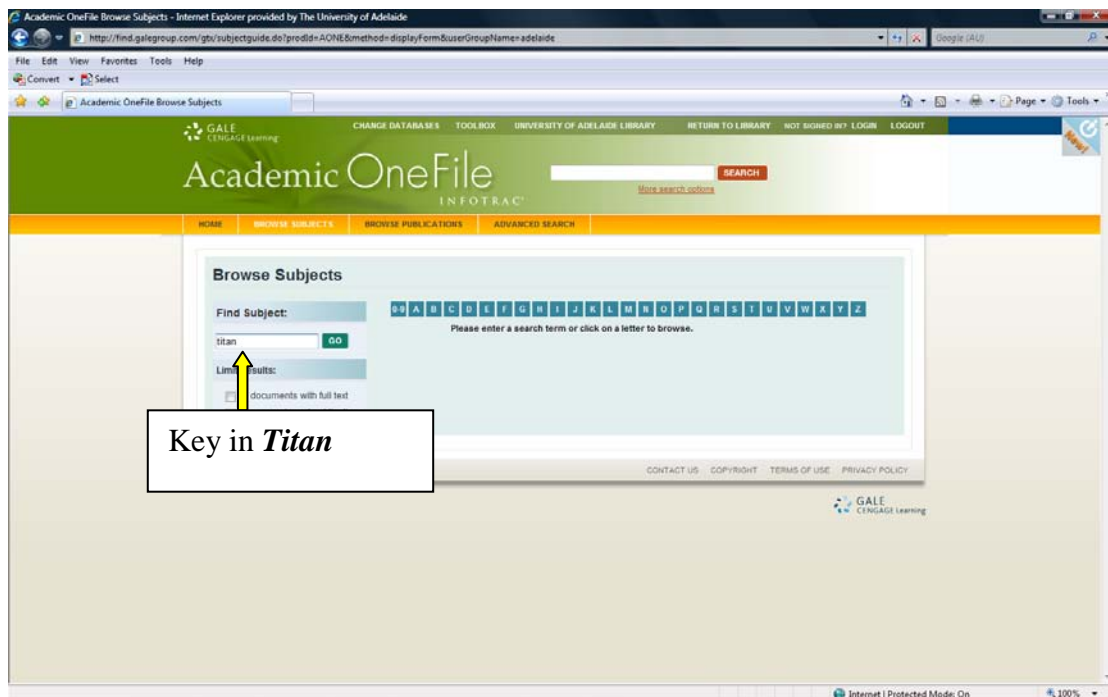 Academic OneFile Browse Subjects - Internet Explorer provided by The University of Adelaide
http://find.galegroup.com/gtx/subjectguide.do?prodId=AONE&method=displayForm&userGroupName=adelaide
Google (AU)
File Edit View Favorites Tools Help
Convert Select
Academic OneFile Browse Subjects
Page Tools
GALE
CENGAGE Learning
CHANGE DATABASES TOOLBOX UNIVERSITY OF ADELAIDE LIBRARY RETURN TO LIBRARY NOT SIGNED IN? LOGIN LOGOUT
New!
Academic OneFile
INFOTRAC
SEARCH
More search options
HOME BROWSE SUBJECTS BROWSE PUBLICATIONS ADVANCED SEARCH
Browse Subjects
Find Subject:
0-9 A B C D E F G H I J K L M N O P Q R S T U V W X Y Z
Please enter a search term or click on a letter to browse.
titan GO
Limit Results:
documents with full text
Key in Titan
CONTACT US COPYRIGHT TERMS OF USE PRIVACY POLICY
GALE
CENGAGE Learning
Internet | Protected Mode: On
100%